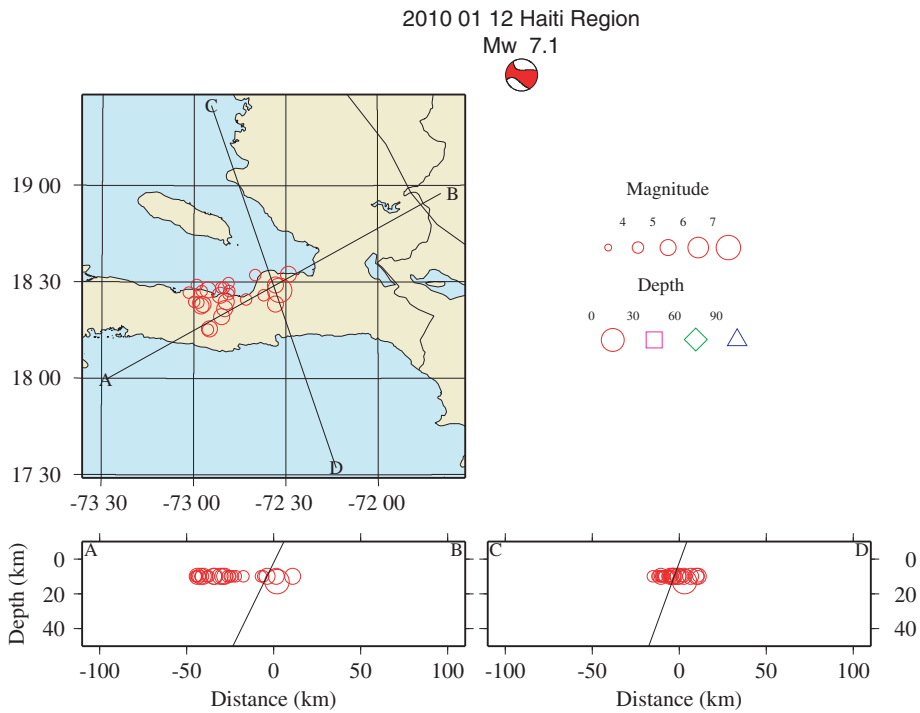 2010 01 12 Haiti Region
Mw 7.1
C
B
A
D
19 00
18 30
18 00
17 30
-73 30 -73 00 -72 30 -72 00
Magnitude
4 5 6 7
Depth
0 30 60 90
A B
C D
0
20
40
Depth (km)
0
20
40
-100 -50 0 50 100
-100 -50 0 50 100
Distance (km)
Distance (km)